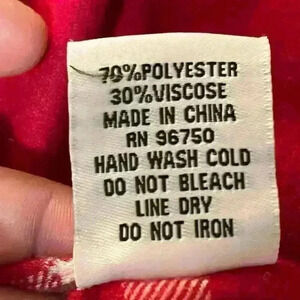 70%POLYESTER
30%VISCOSE
MADE IN CHINA
RN 96750
HAND WASH COLD
DO NOT BLEACH
LINE DRY
DO NOT IRON